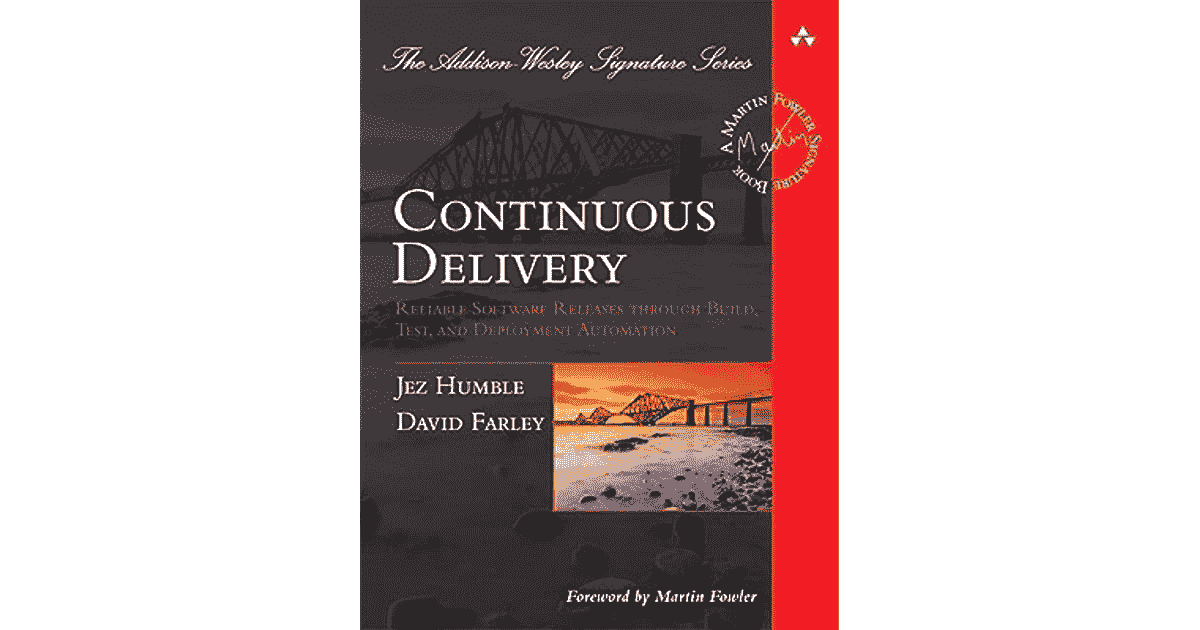 The Addison-Wesley Signature Series
A MARTIN FOWLER SIGNATURE BOOK
Martin
CONTINUOUS
DELIVERY
RELIABLE SOFTWARE RELEASES THROUGH BUILD,
TEST, AND DEPLOYMENT AUTOMATION
JEZ HUMBLE
DAVID FARLEY
Foreword by Martin Fowler